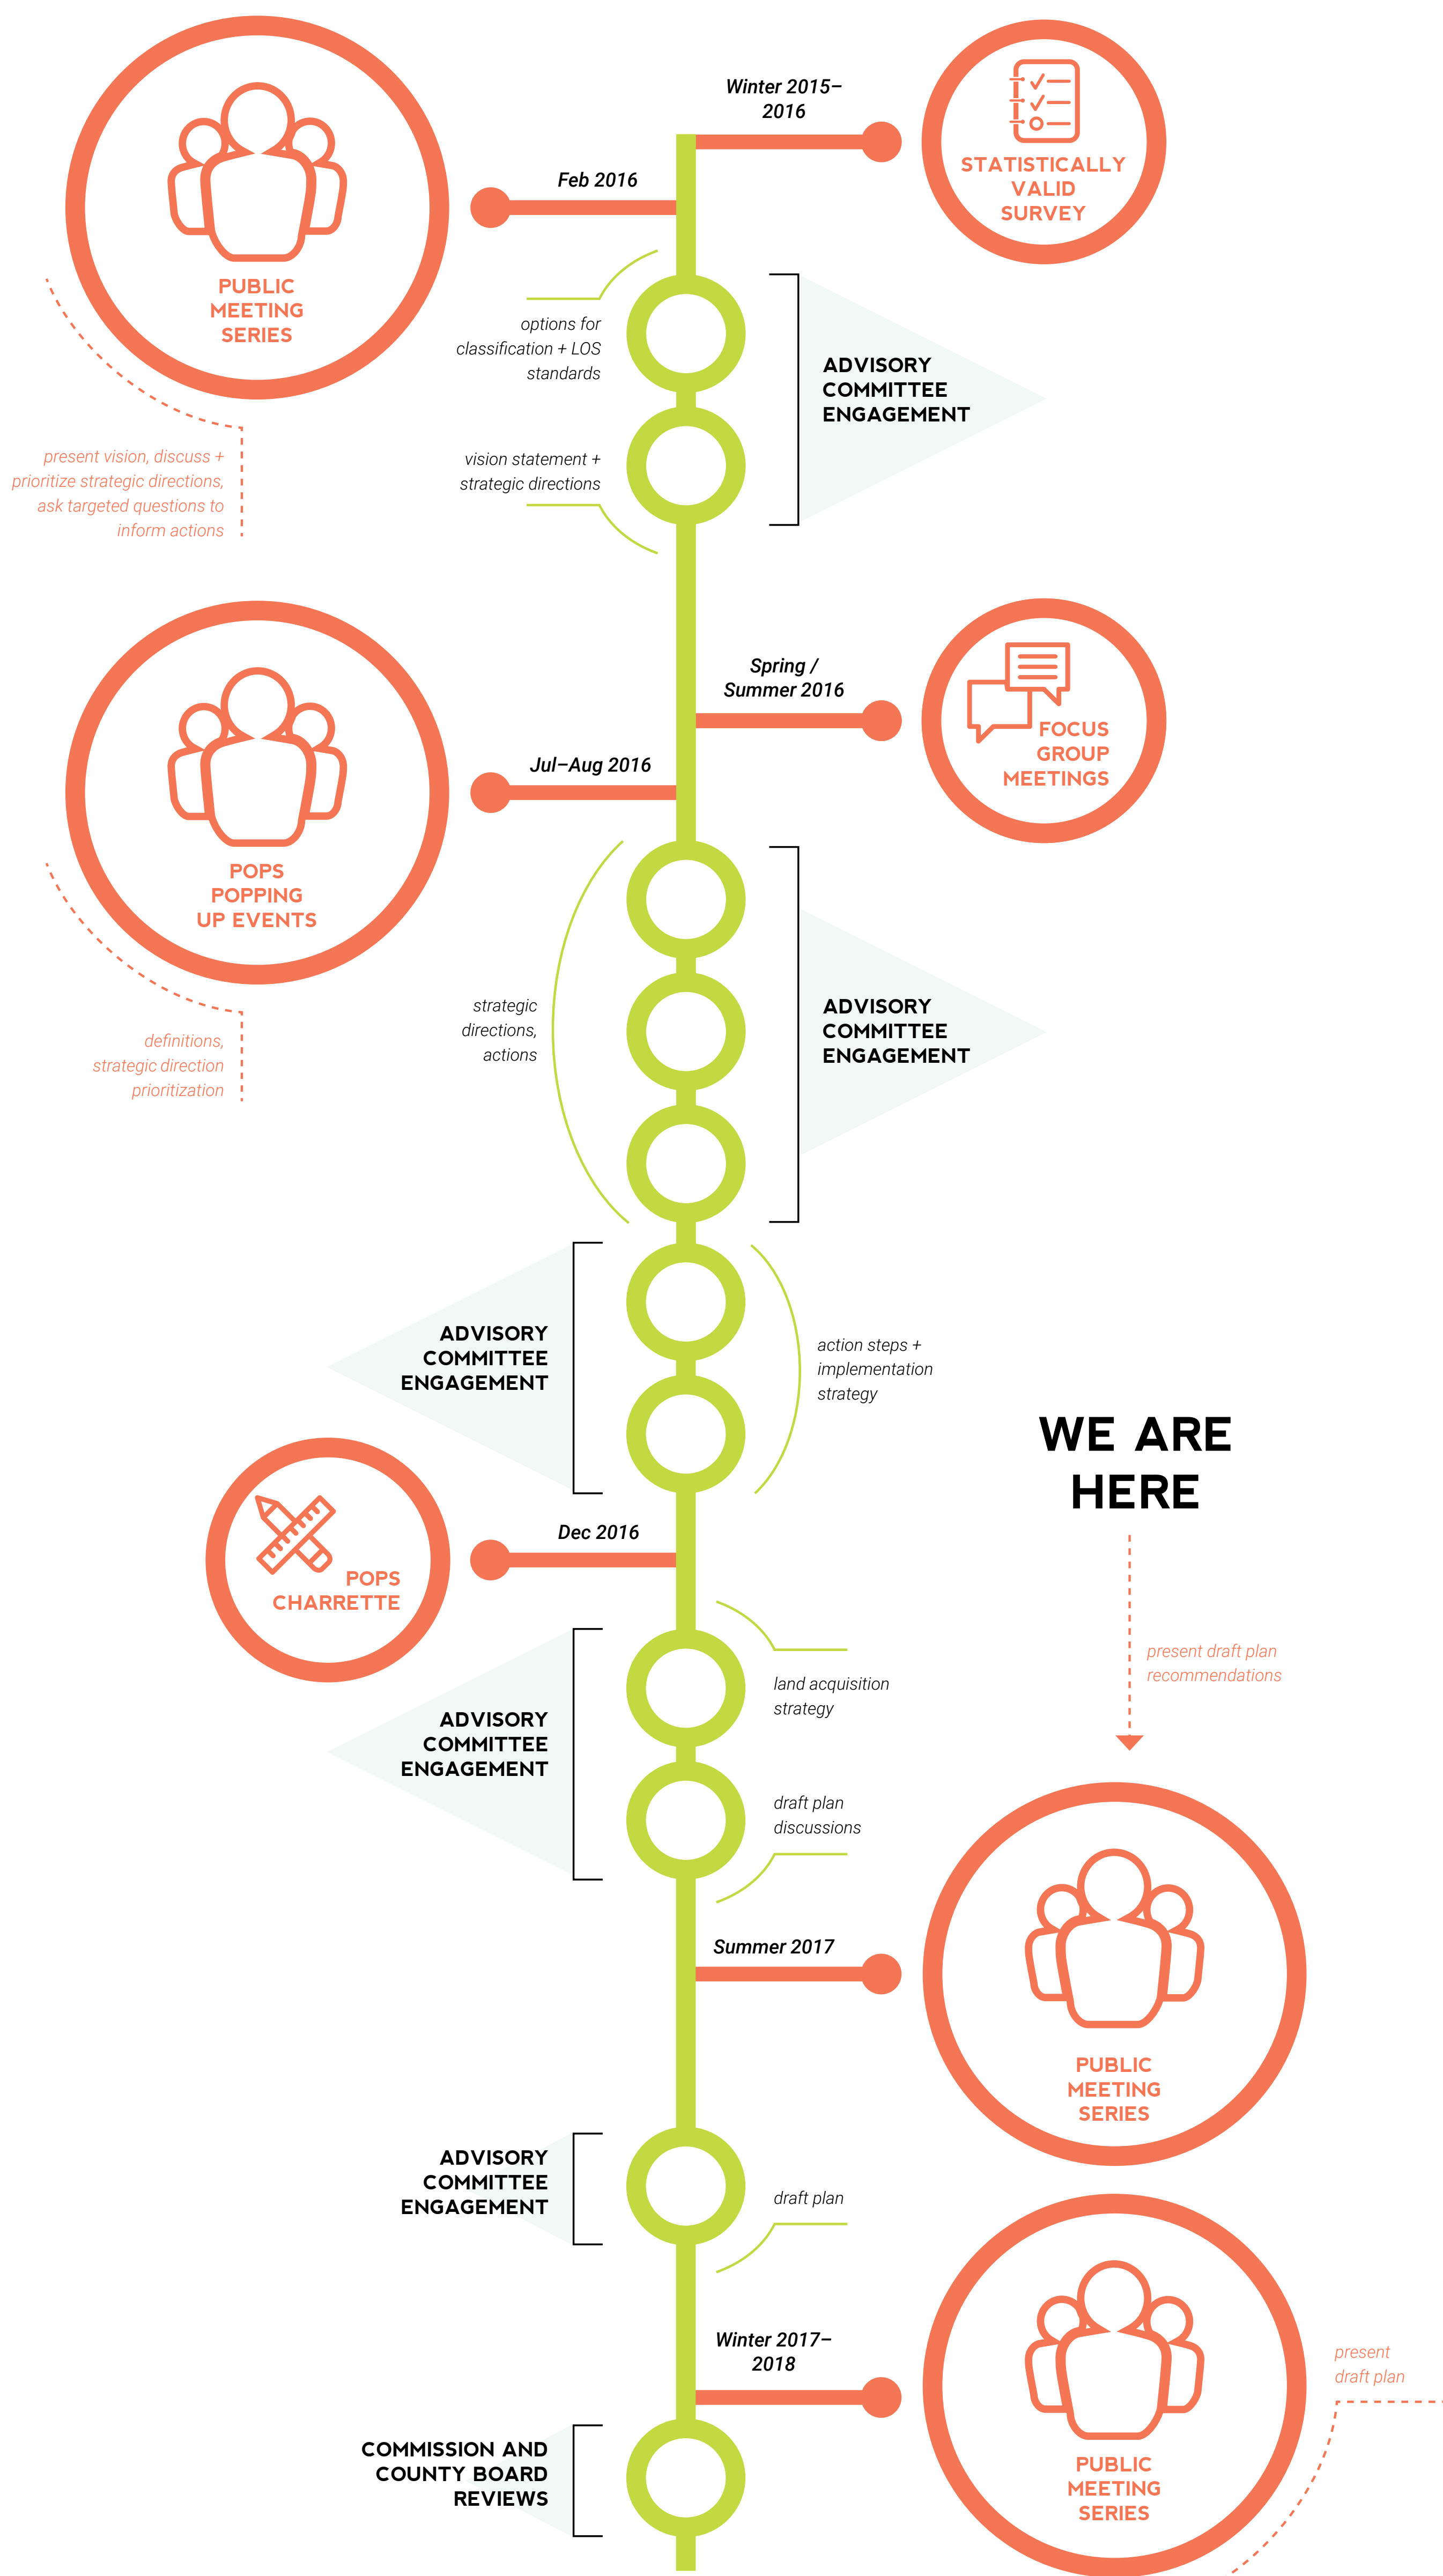 Winter 2015–
2016
STATISTICALLY
VALID
SURVEY
Feb 2016
PUBLIC
MEETING
SERIES
present vision, discuss +
prioritize strategic directions,
ask targeted questions to
inform actions
options for
classification + LOS
standards
vision statement +
strategic directions
ADVISORY
COMMITTEE
ENGAGEMENT
Spring /
Summer 2016
FOCUS
GROUP
MEETINGS
Jul–Aug 2016
POPS
POPPING
UP EVENTS
definitions,
strategic direction
prioritization
strategic
directions,
actions
ADVISORY
COMMITTEE
ENGAGEMENT
ADVISORY
COMMITTEE
ENGAGEMENT
action steps +
implementation
strategy
WE ARE
HERE
Dec 2016
POPS
CHARRETTE
present draft plan
recommendations
ADVISORY
COMMITTEE
ENGAGEMENT
land acquisition
strategy
draft plan
discussions
Summer 2017
PUBLIC
MEETING
SERIES
ADVISORY
COMMITTEE
ENGAGEMENT
draft plan
Winter 2017–
2018
present
draft plan
PUBLIC
MEETING
SERIES
COMMISSION AND
COUNTY BOARD
REVIEWS